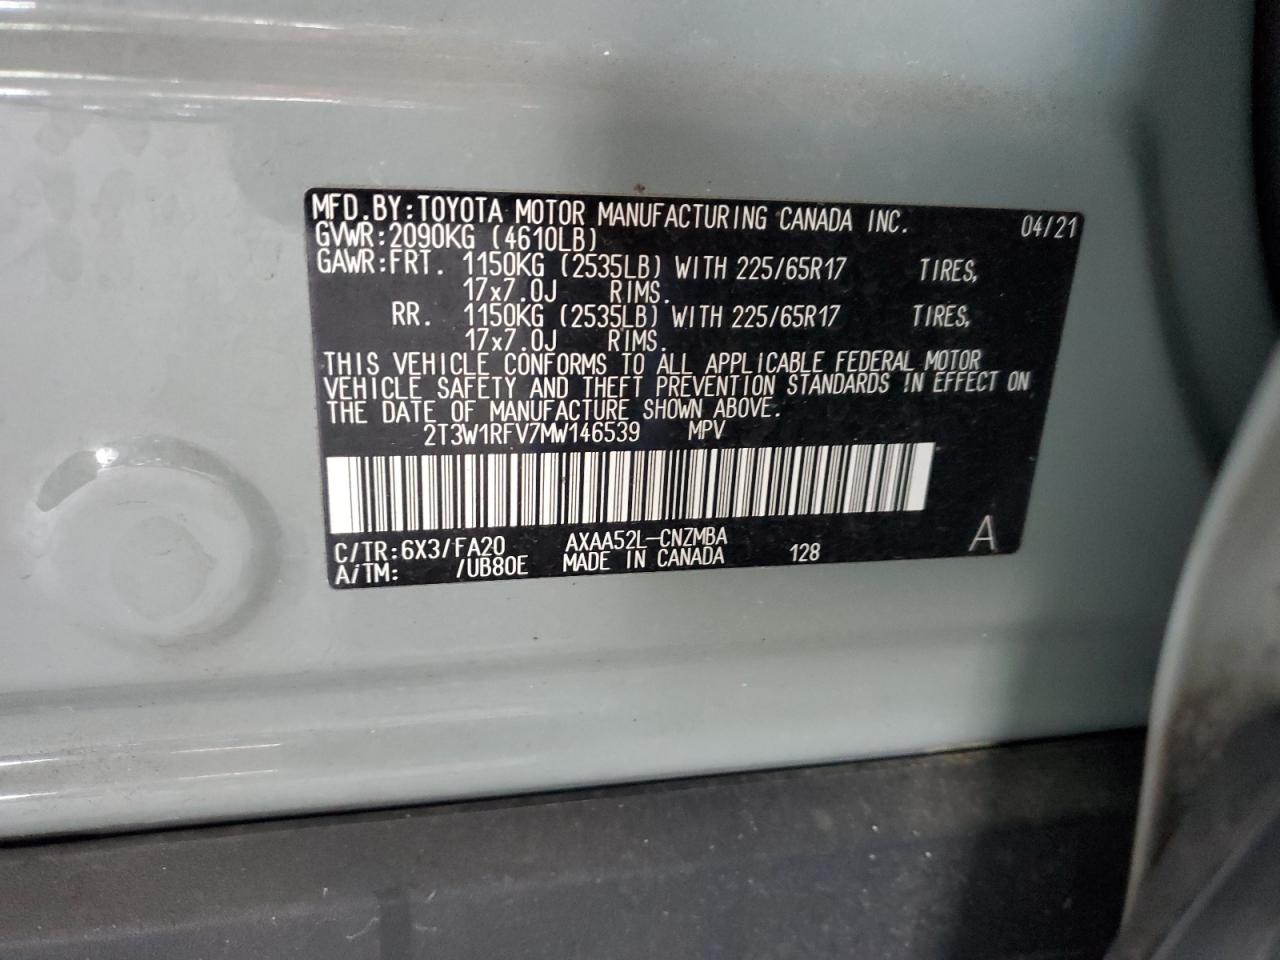 MFD.BY:TOYOTA MOTOR MANUFACTURING CANADA INC. 04/21
GVWR:2090KG (4610LB)
GAWR:FRT. 1150KG (2535LB) WITH 225/65R17 TIRES,
17x7.0J RIMS.
RR. 1150KG (2535LB) WITH 225/65R17 TIRES,
17x7.0J RIMS.
THIS VEHICLE CONFORMS TO ALL APPLICABLE FEDERAL MOTOR
VEHICLE SAFETY AND THEFT PREVENTION STANDARDS IN EFFECT ON
THE DATE OF MANUFACTURE SHOWN ABOVE.
2T3W1RFV7MW146539 MPV
C/TR:6X3/FA20 AXAA52L-CNZMBA
A/TM: /UB80E MADE IN CANADA 128 A